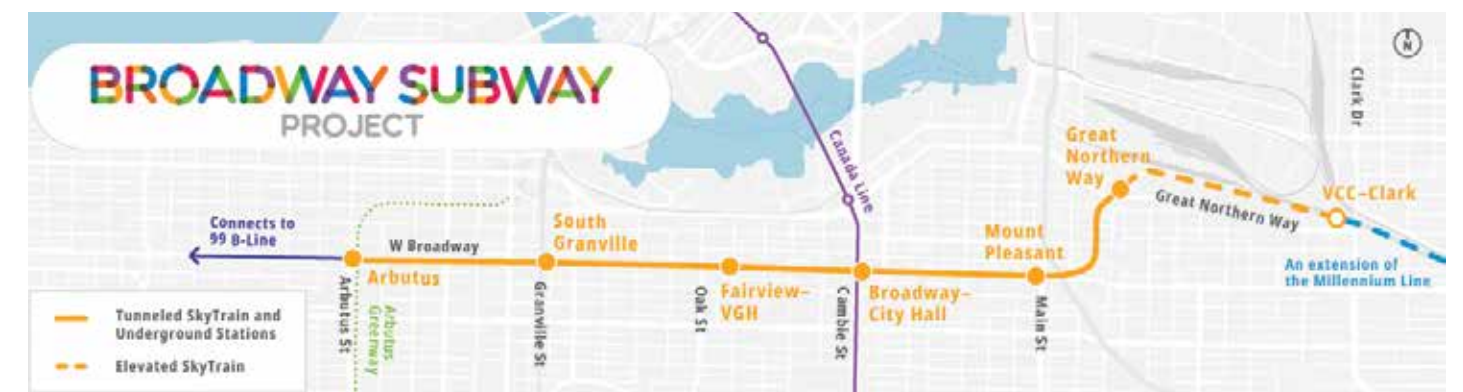 BROADWAY SUBWAY
PROJECT
N
Clark Dr
Canada Line
Great
Northern
Way
Great Northern Way
VCC–Clark
Connects to
99 B-Line
W Broadway
South
Granville
Mount
Pleasant
An extension of
the Millennium Line
Arbutus
Fairview–
VGH
Broadway–
City Hall
Arbutus St
Arbutus
Greenway
Granville St
Oak St
Cambie St
Main St
Tunneled SkyTrain and
Underground Stations
Elevated SkyTrain